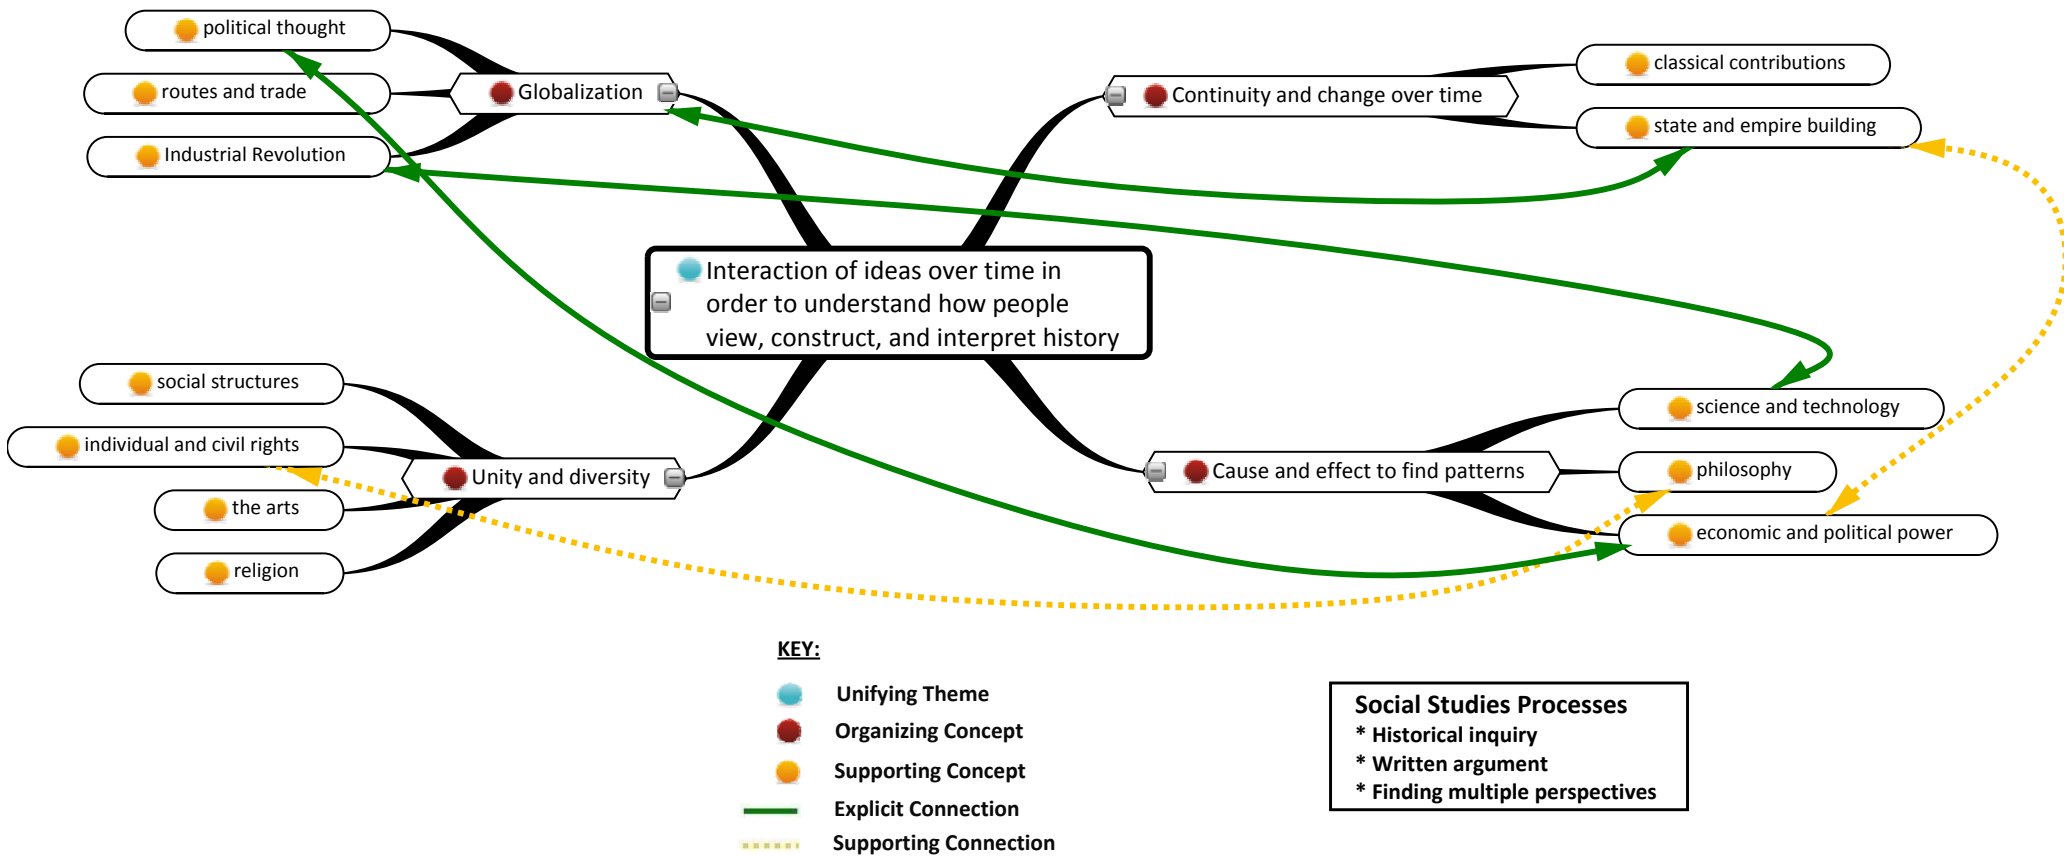 political thought
routes and trade
Industrial Revolution
Globalization
Continuity and change over time
classical contributions
state and empire building
Interaction of ideas over time in
order to understand how people
view, construct, and interpret history
social structures
individual and civil rights
the arts
religion
Unity and diversity
Cause and effect to find patterns
science and technology
philosophy
economic and political power
KEY:
Unifying Theme
Organizing Concept
Supporting Concept
Explicit Connection
Supporting Connection
Social Studies Processes
* Historical inquiry
* Written argument
* Finding multiple perspectives